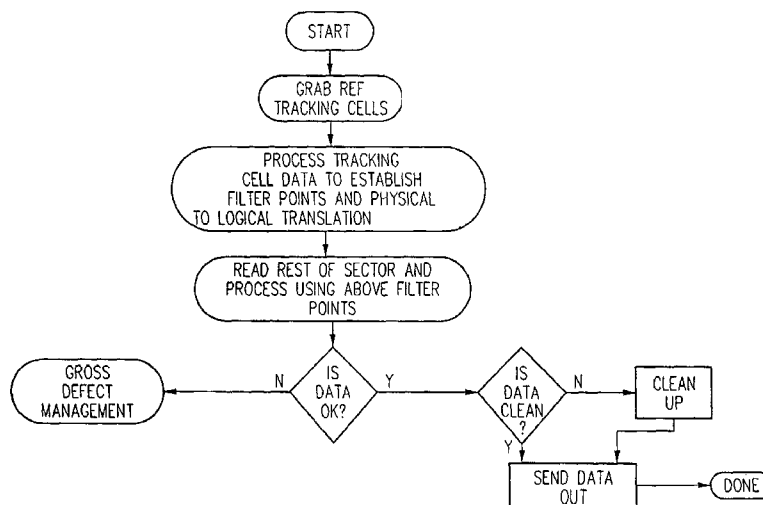 START
GRAB REF
TRACKING CELLS
PROCESS TRACKING
CELL DATA TO ESTABLISH
FILTER POINTS AND PHYSICAL
TO LOGICAL TRANSLATION
READ REST OF SECTOR AND
PROCESS USING ABOVE FILTER
POINTS
GROSS
DEFECT
MANAGEMENT
N
IS
DATA
OK?
Y
IS
DATA
CLEAN
?
N
CLEAN
UP
Y
SEND DATA
OUT
DONE